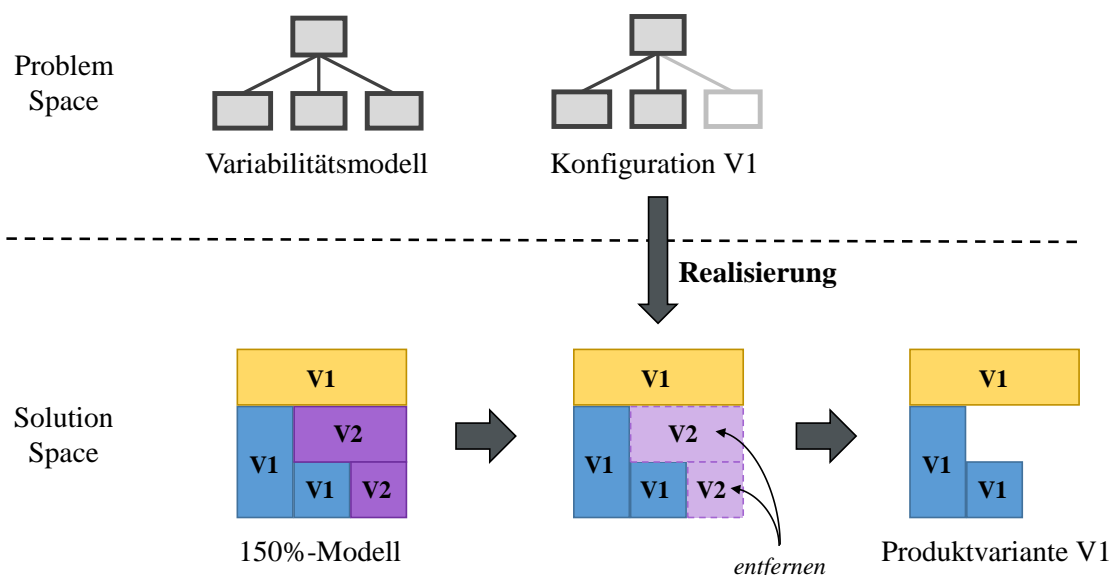 Problem
Space
Variabilitätsmodell
Konfiguration V1
Realisierung
Solution
Space
V1
V2
V1
V1
V2
150%-Modell
V1
V2
V1
V1
V2
entfernen
V1
V1
V1
Produktvariante V1